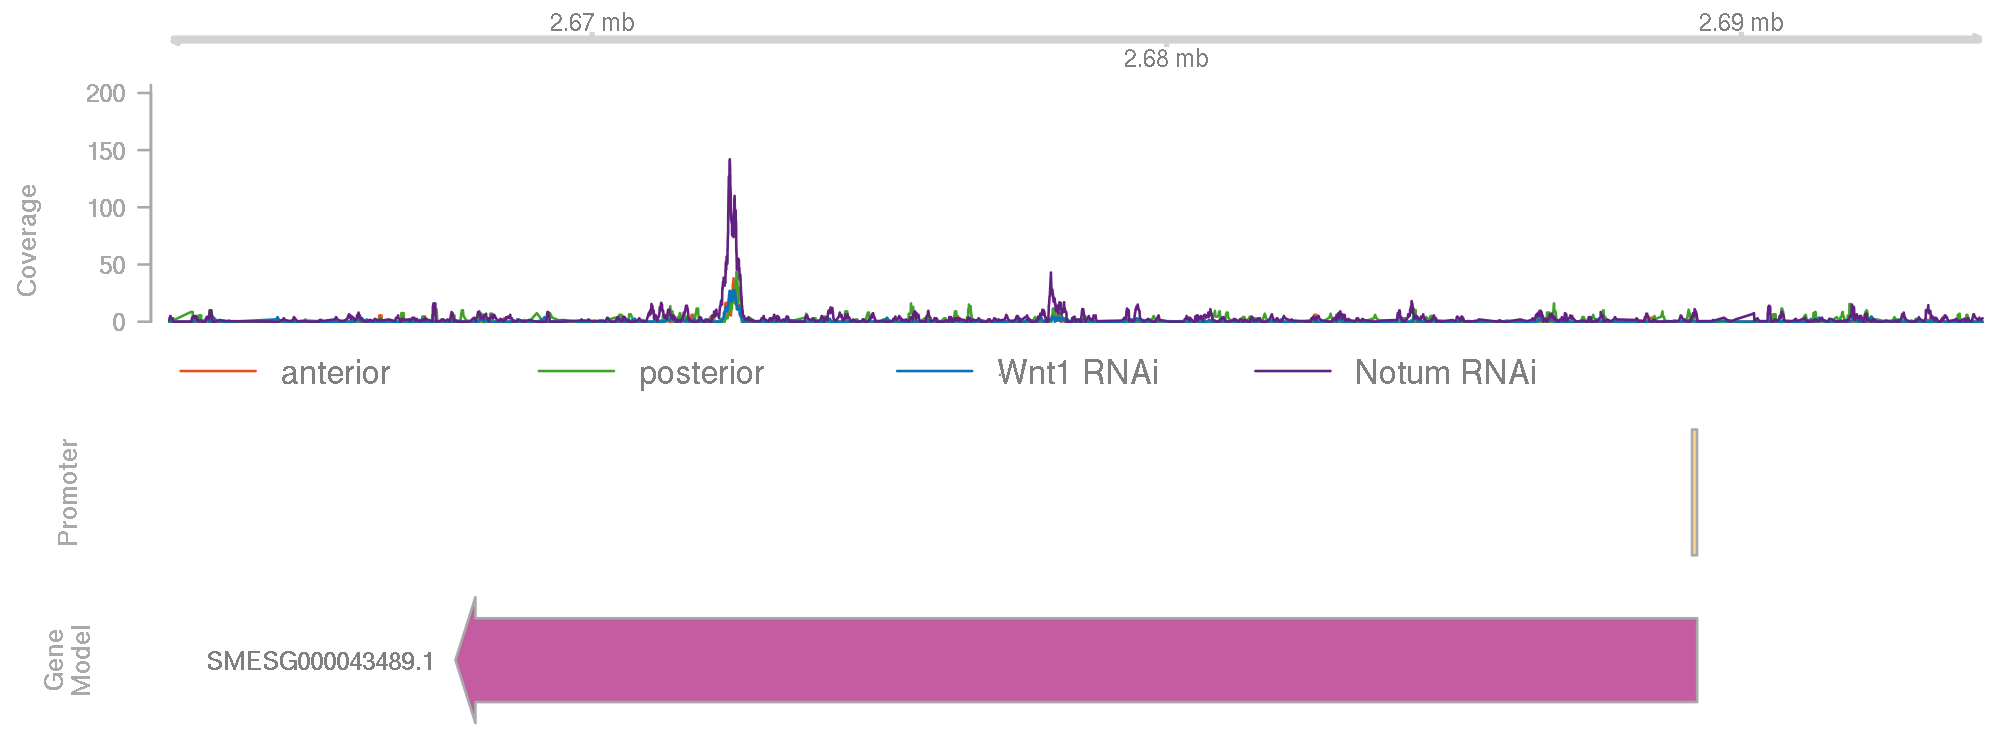 2.67 mb
2.69 mb
2.68 mb
200
150
100
50
0
Coverage
anterior
posterior
Wnt1 RNAi
Notum RNAi
Promoter
Gene
Model
SMESG000043489.1